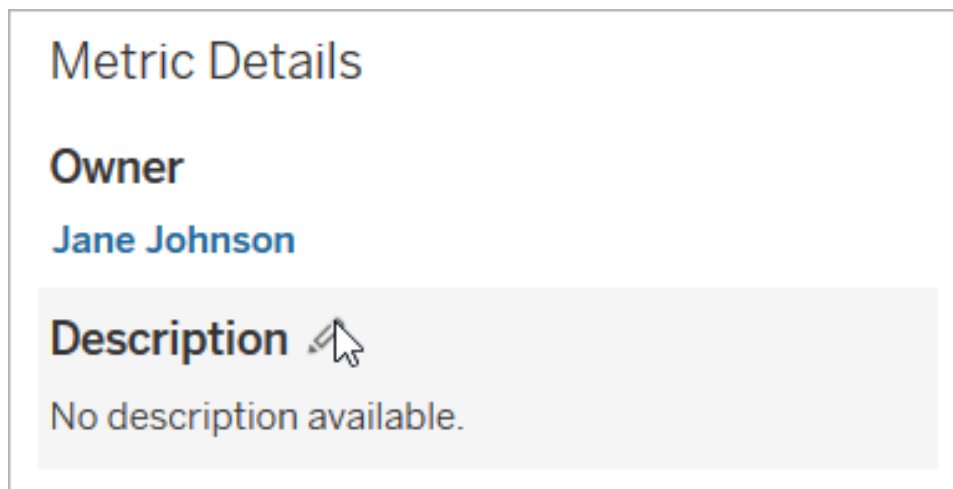 Metric Details
Owner
Jane Johnson
Description
No description available.